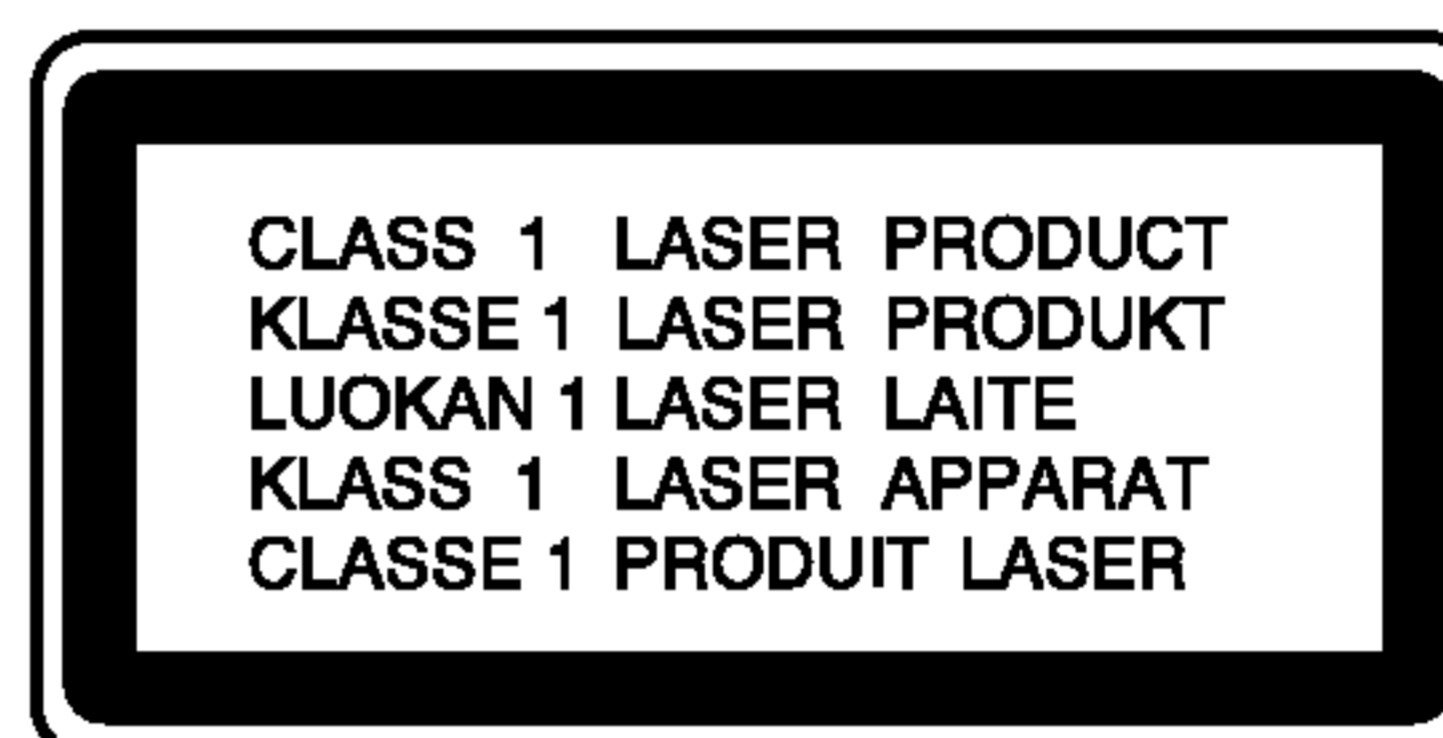 CLASS 1 LASER PRODUCT
KLASSE 1 LASER PRODUKT
LUOKAN 1 LASER LAITE
KLASS 1 LASER APPARAT
CLASSE 1 PRODUIT LASER